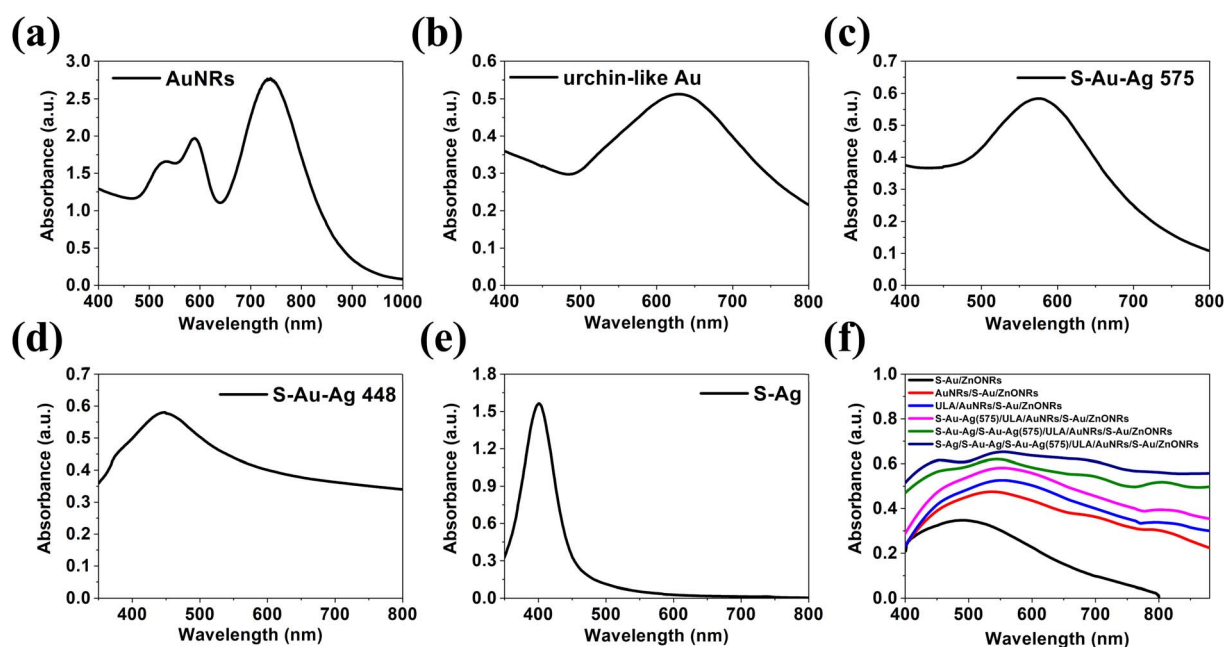 (a)
AuNRs
Absorbance (a.u.)
3.0
2.5
2.0
1.5
1.0
0.5
0.0
400 500 600 700 800 900 1000
Wavelength (nm)
(b)
urchin-like Au
Absorbance (a.u.)
0.6
0.5
0.4
0.3
0.2
0.1
0.0
400 500 600 700 800
Wavelength (nm)
(c)
S-Au-Ag 575
Absorbance (a.u.)
0.7
0.6
0.5
0.4
0.3
0.2
0.1
0.0
400 500 600 700 800
Wavelength (nm)
(d)
S-Au-Ag 448
Absorbance (a.u.)
0.7
0.6
0.5
0.4
0.3
0.2
0.1
0.0
400 500 600 700 800
Wavelength (nm)
(e)
S-Ag
Absorbance (a.u.)
1.8
1.5
1.2
0.9
0.6
0.3
0.0
400 500 600 700 800
Wavelength (nm)
(f)
S-Au/ZnONRs
AuNRs/S-Au/ZnONRs
ULA/AuNRs/S-Au/ZnONRs
S-Au-Ag(575)/ULA/AuNRs/S-Au/ZnONRs
S-Au-Ag/S-Au-Ag(575)/ULA/AuNRs/S-Au/ZnONRs
S-Ag/S-Au-Ag/S-Au-Ag(575)/ULA/AuNRs/S-Au/ZnONRs
Absorbance (a.u.)
1.0
0.8
0.6
0.4
0.2
0.0
400 500 600 700 800
Wavelength (nm)